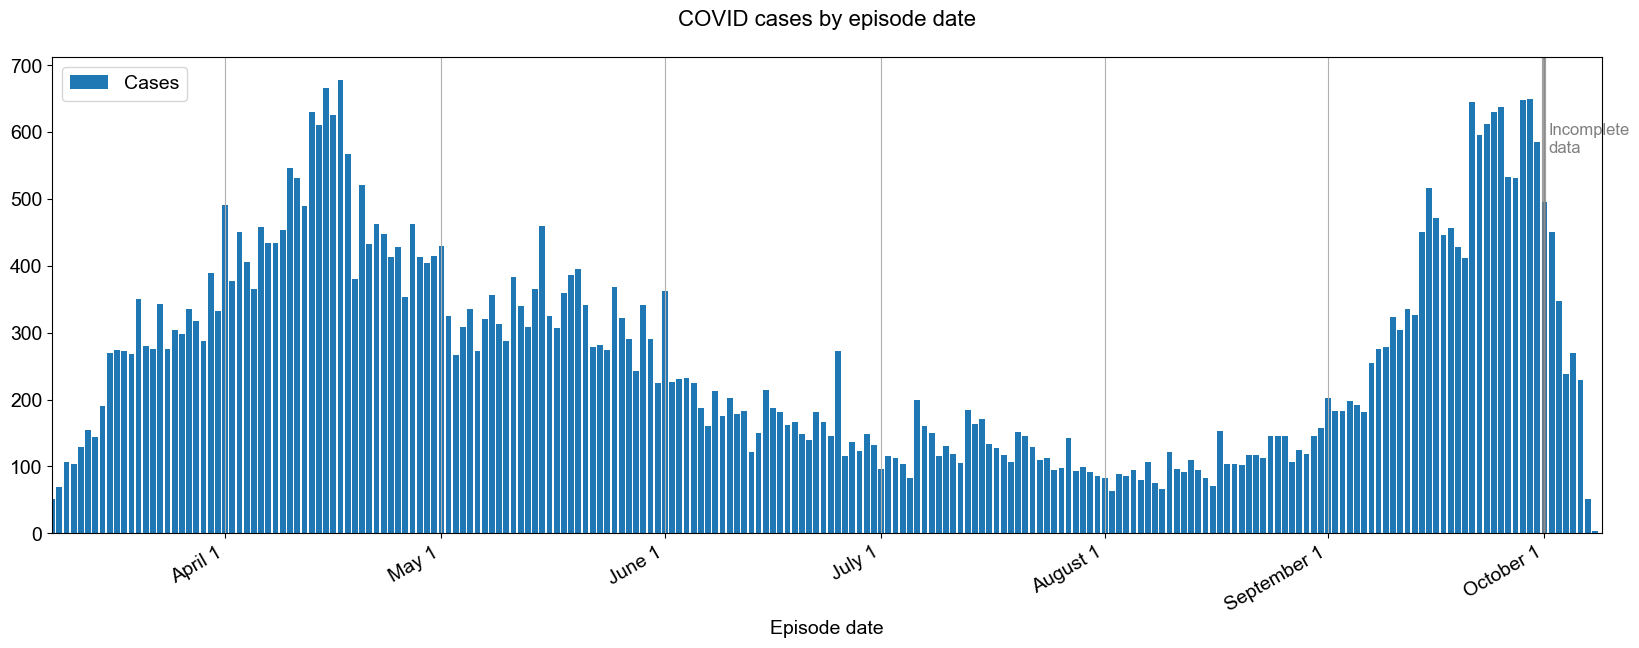 COVID cases by episode date
Cases
700
600
500
400
300
200
100
0
Incomplete
data
April 1
May 1
June 1
July 1
August 1
September 1
October 1
Episode date